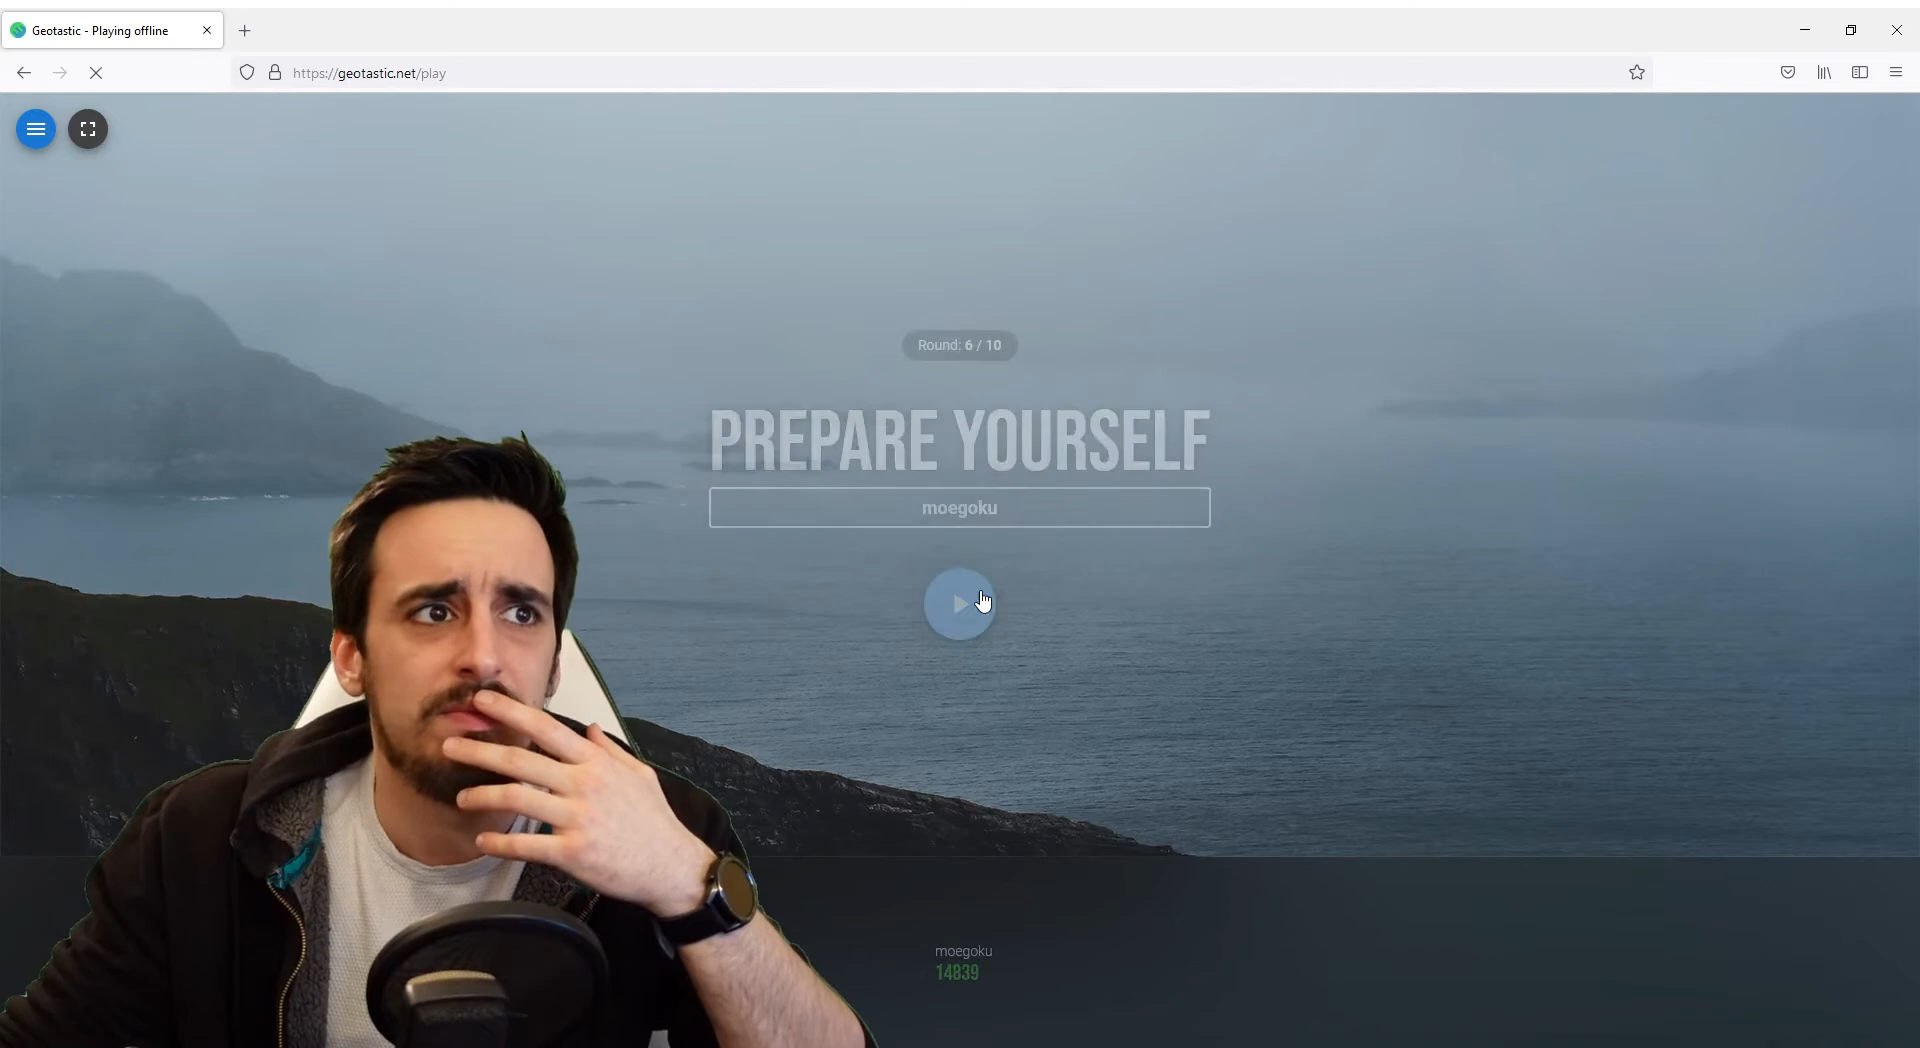 Geotastic - Playing offline
https://geotastic.net/play
Round: 6 / 10
PREPARE YOURSELF
moegoku
moegoku
14839